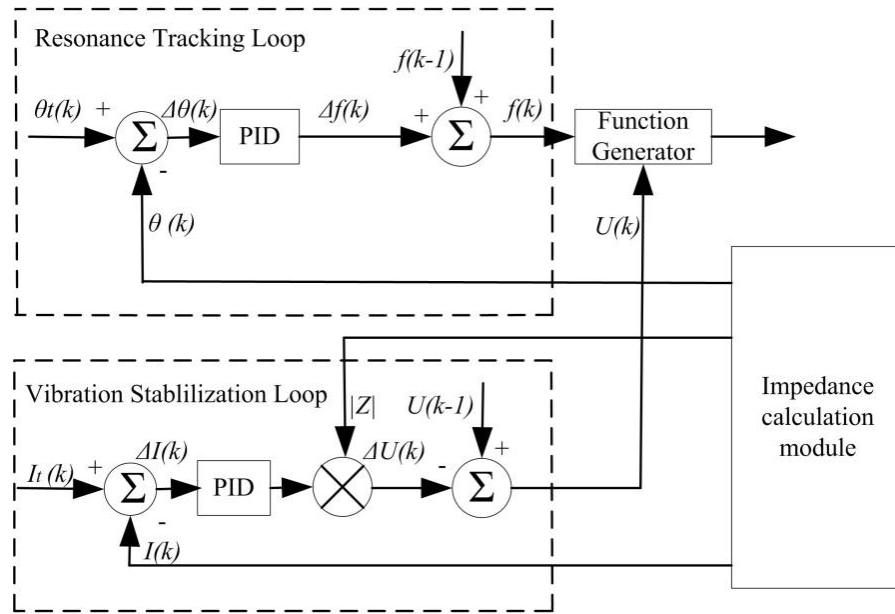 Resonance Tracking Loop
f(k-1)
θt(k)
+
Δθ(k)
PID
Δf(k)
+
+
f(k)
Function
Generator
Σ
Σ
-
θ (k)
U(k)
Vibration Stablilization Loop
|Z|
U(k-1)
Impedance
calculation
module
It (k)
+
ΔI(k)
PID
ΔU(k)
-
+
Σ
Σ
-
I(k)